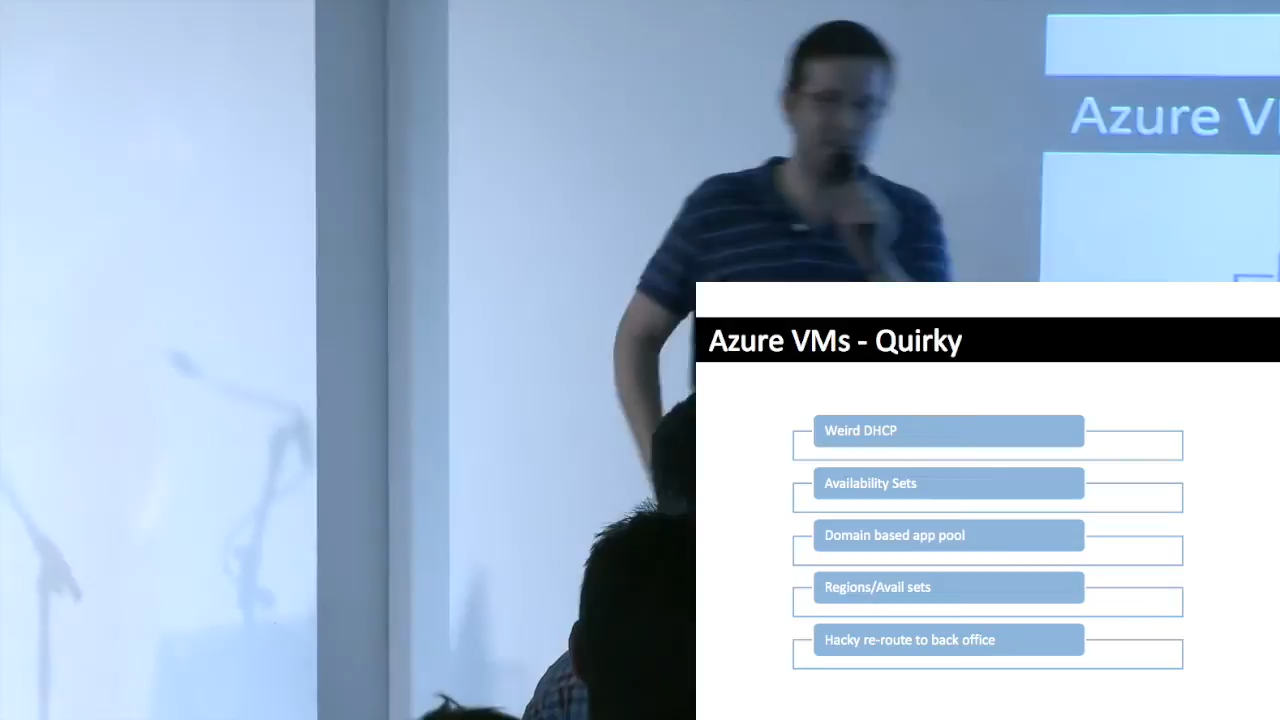 Azure V
Azure VMs - Quirky
Weird DHCP
Availability Sets
Domain based app pool
Regions/Avail sets
Hacky re-route to back office